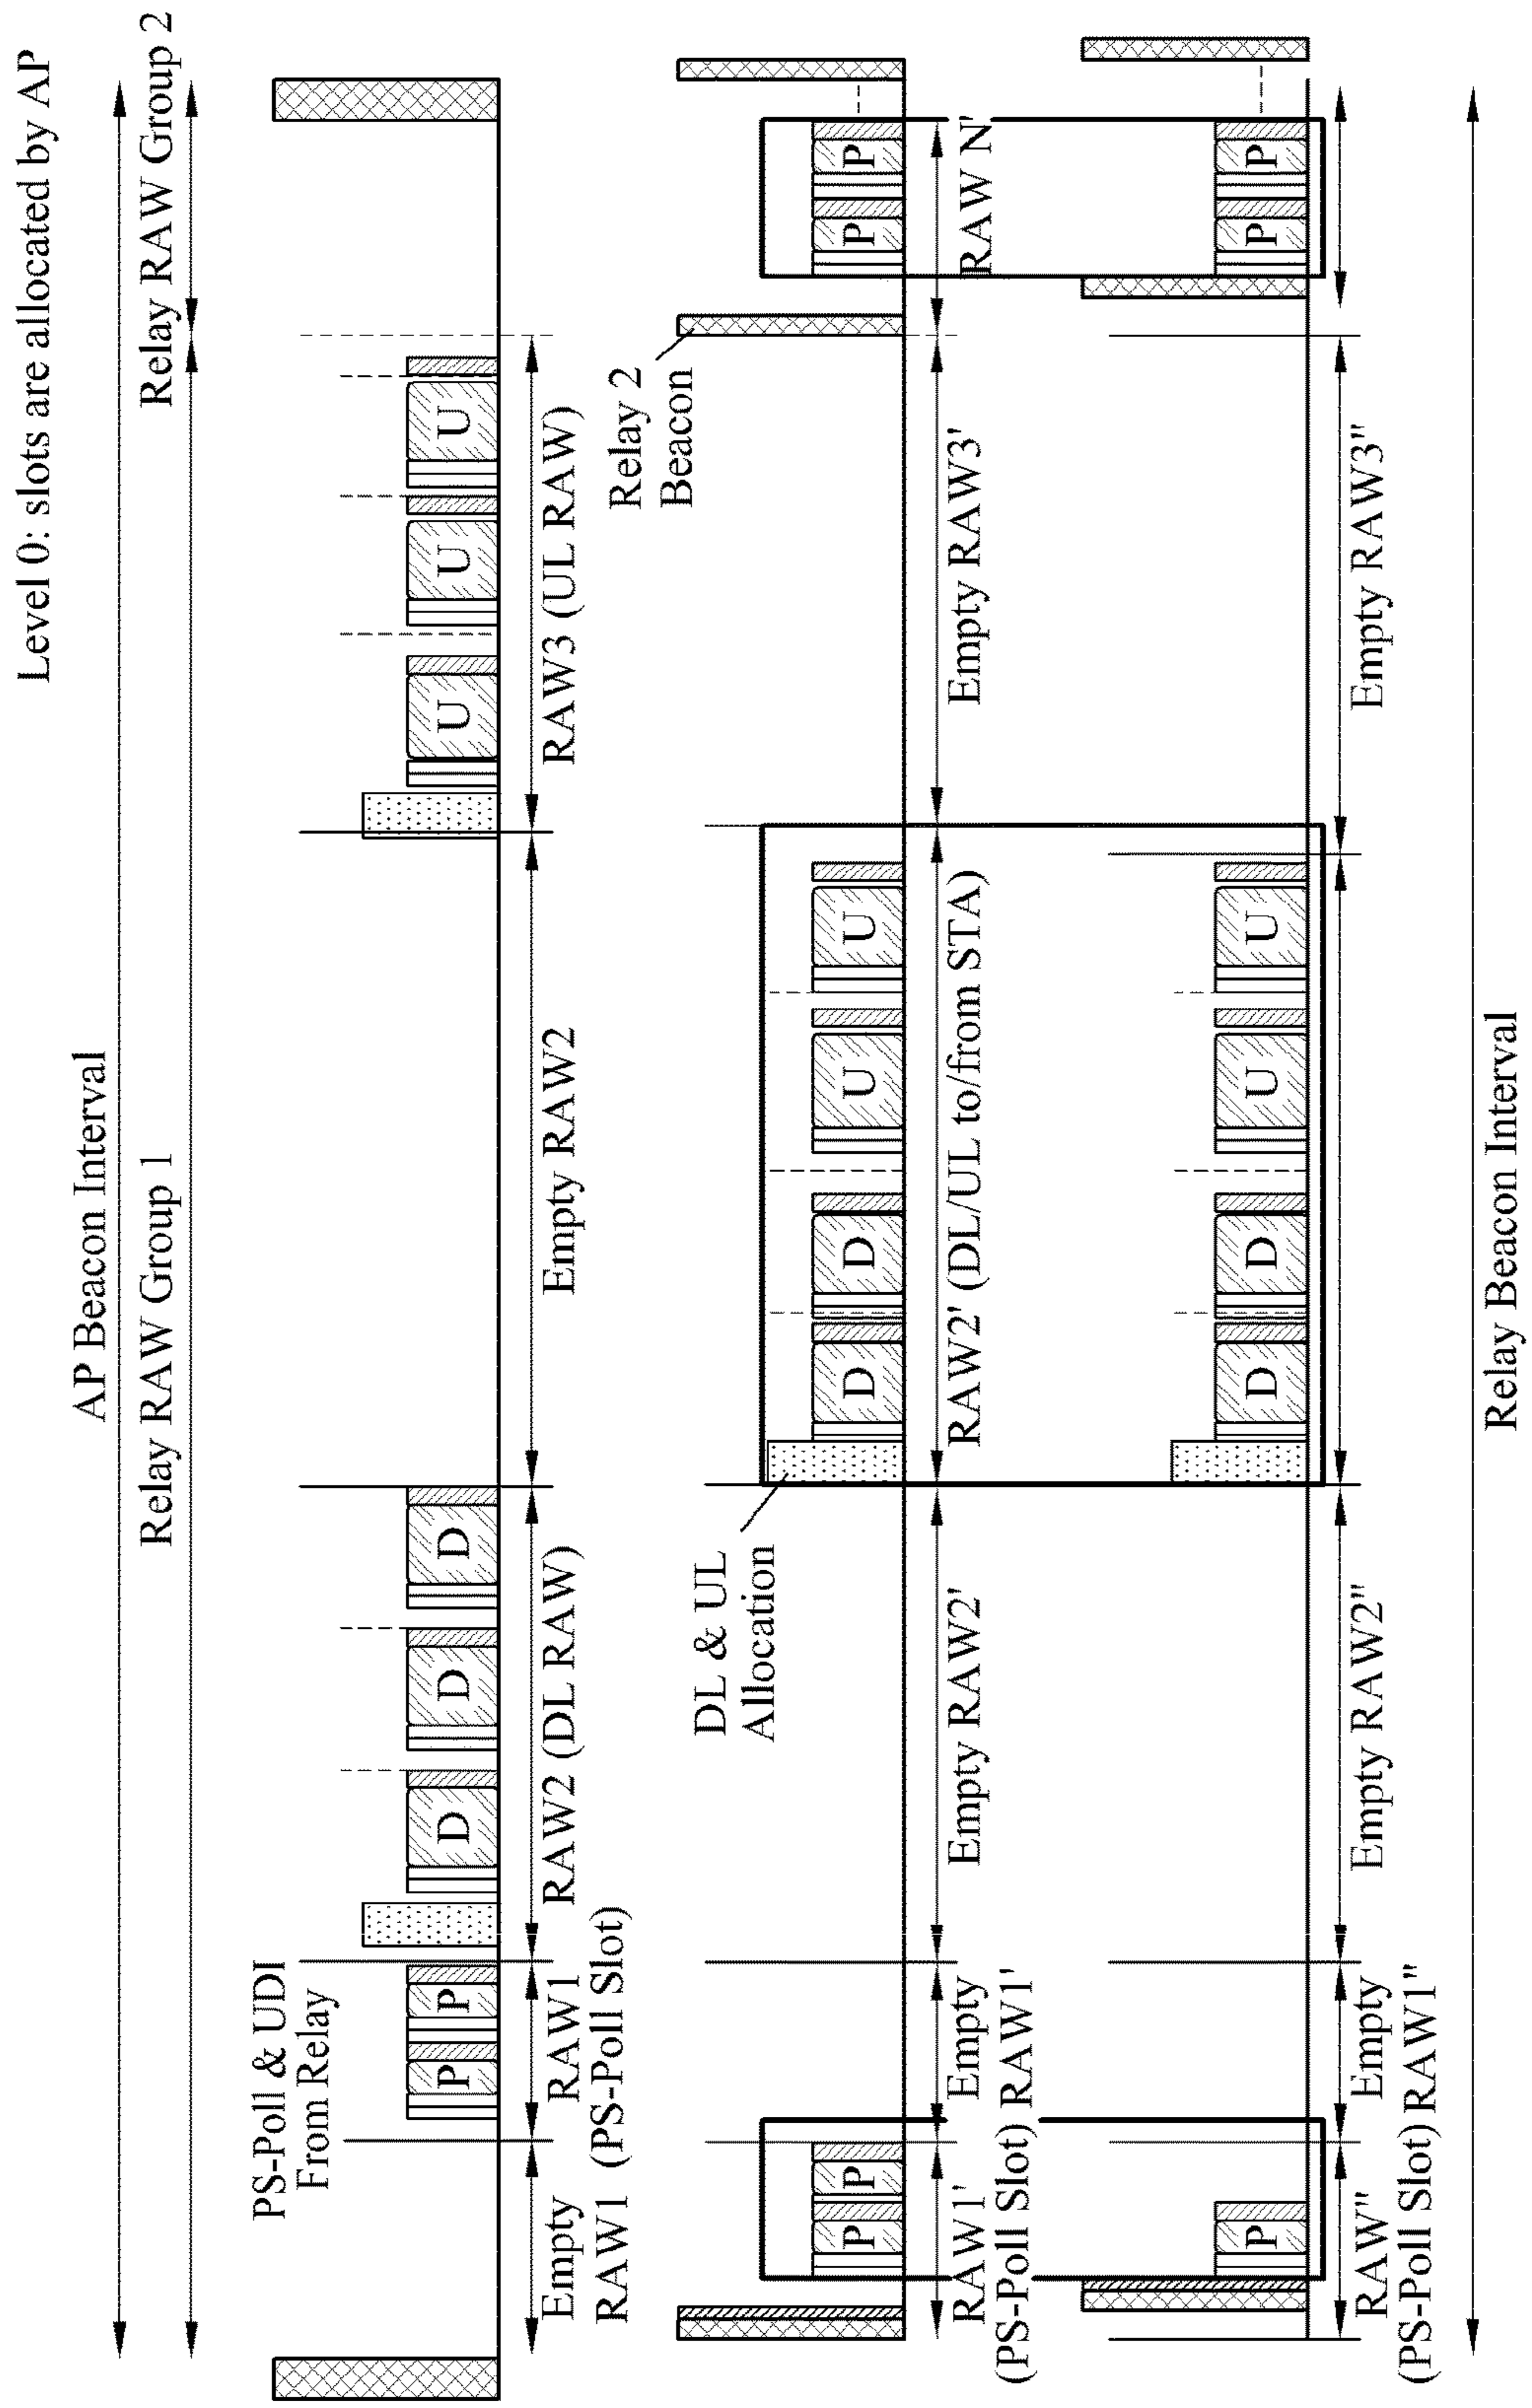 Level 0: slots are allocated by AP
AP Beacon Interval
Relay RAW Group 1
Relay RAW Group 2
PS-Poll & UDI
From Relay
P
P
D
D
D
U
U
U
Empty
RAW1
RAW1
(PS-Poll Slot)
RAW2 (DL RAW)
Empty RAW2
RAW3 (UL RAW)
DL & UL
Allocation
Relay 2
Beacon
P
P
D
D
U
U
P
P
RAW1'
(PS-Poll Slot)
Empty
RAW1'
Empty RAW2'
RAW2' (DL/UL to/from STA)
Empty RAW3'
RAW N'
P
D
D
U
U
P
P
RAW"
(PS-Poll Slot)
Empty
RAW1"
Empty RAW2"
Empty RAW3"
Relay Beacon Interval